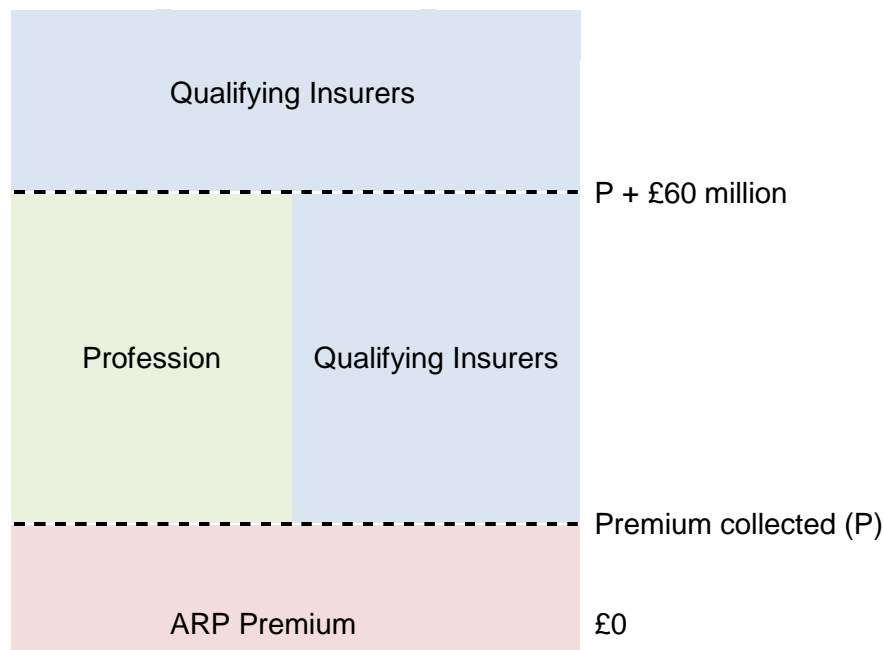 Qualifying Insurers
P + £60 million
Profession
Qualifying Insurers
Premium collected (P)
ARP Premium
£0